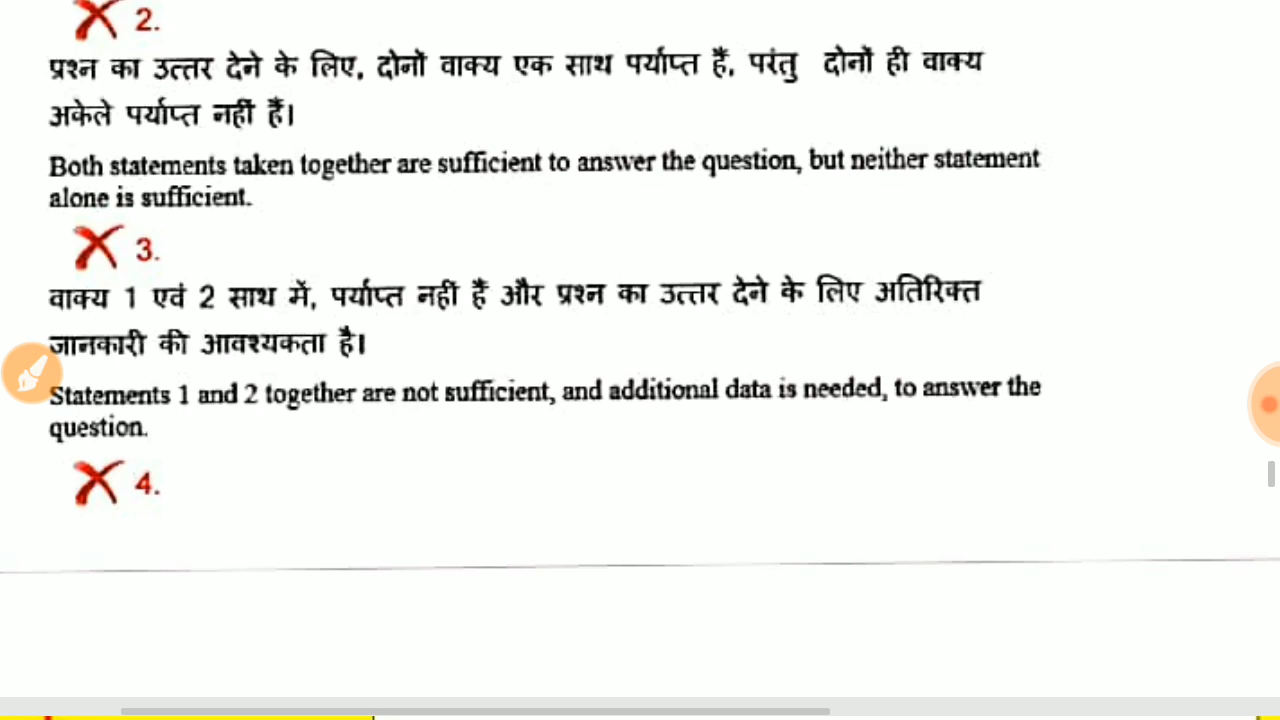 2.
प्रश्न का उत्तर देने के लिए, दोनों वाक्य एक साथ पर्याप्त हैं, परंतु दोनों ही वाक्य
अकेले पर्याप्त नहीं हैं।
Both statements taken together are sufficient to answer the question, but neither statement
alone is sufficient.
3.
वाक्य 1 एवं 2 साथ में, पर्याप्त नहीं हैं और प्रश्न का उत्तर देने के लिए अतिरिक्त
जानकारी की आवश्यकता है।
Statements 1 and 2 together are not sufficient, and additional data is needed, to answer the
question.
4.